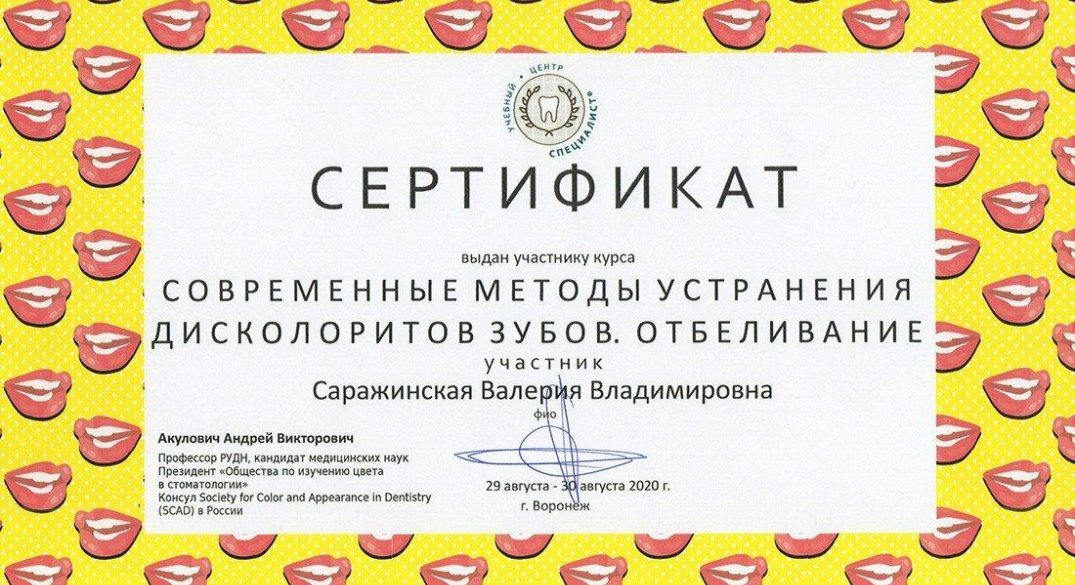 УЧЕБНЫЙ • ЦЕНТР
СПЕЦИАЛИСТ®
СЕРТИФИКАТ
выдан участнику курса
СОВРЕМЕННЫЕ МЕТОДЫ УСТРАНЕНИЯ
ДИСКОЛОРИТОВ ЗУБОВ. ОТБЕЛИВАНИЕ
участник
Саражинская Валерия Владимировна
фио
Акулович Андрей Викторович
Профессор РУДН, кандидат медицинских наук
Президент «Общества по изучению цвета
в стоматологии»
Консул Society for Color and Appearance in Dentistry
(SCAD) в России
29 августа - 30 августа 2020 г.
г. Воронеж